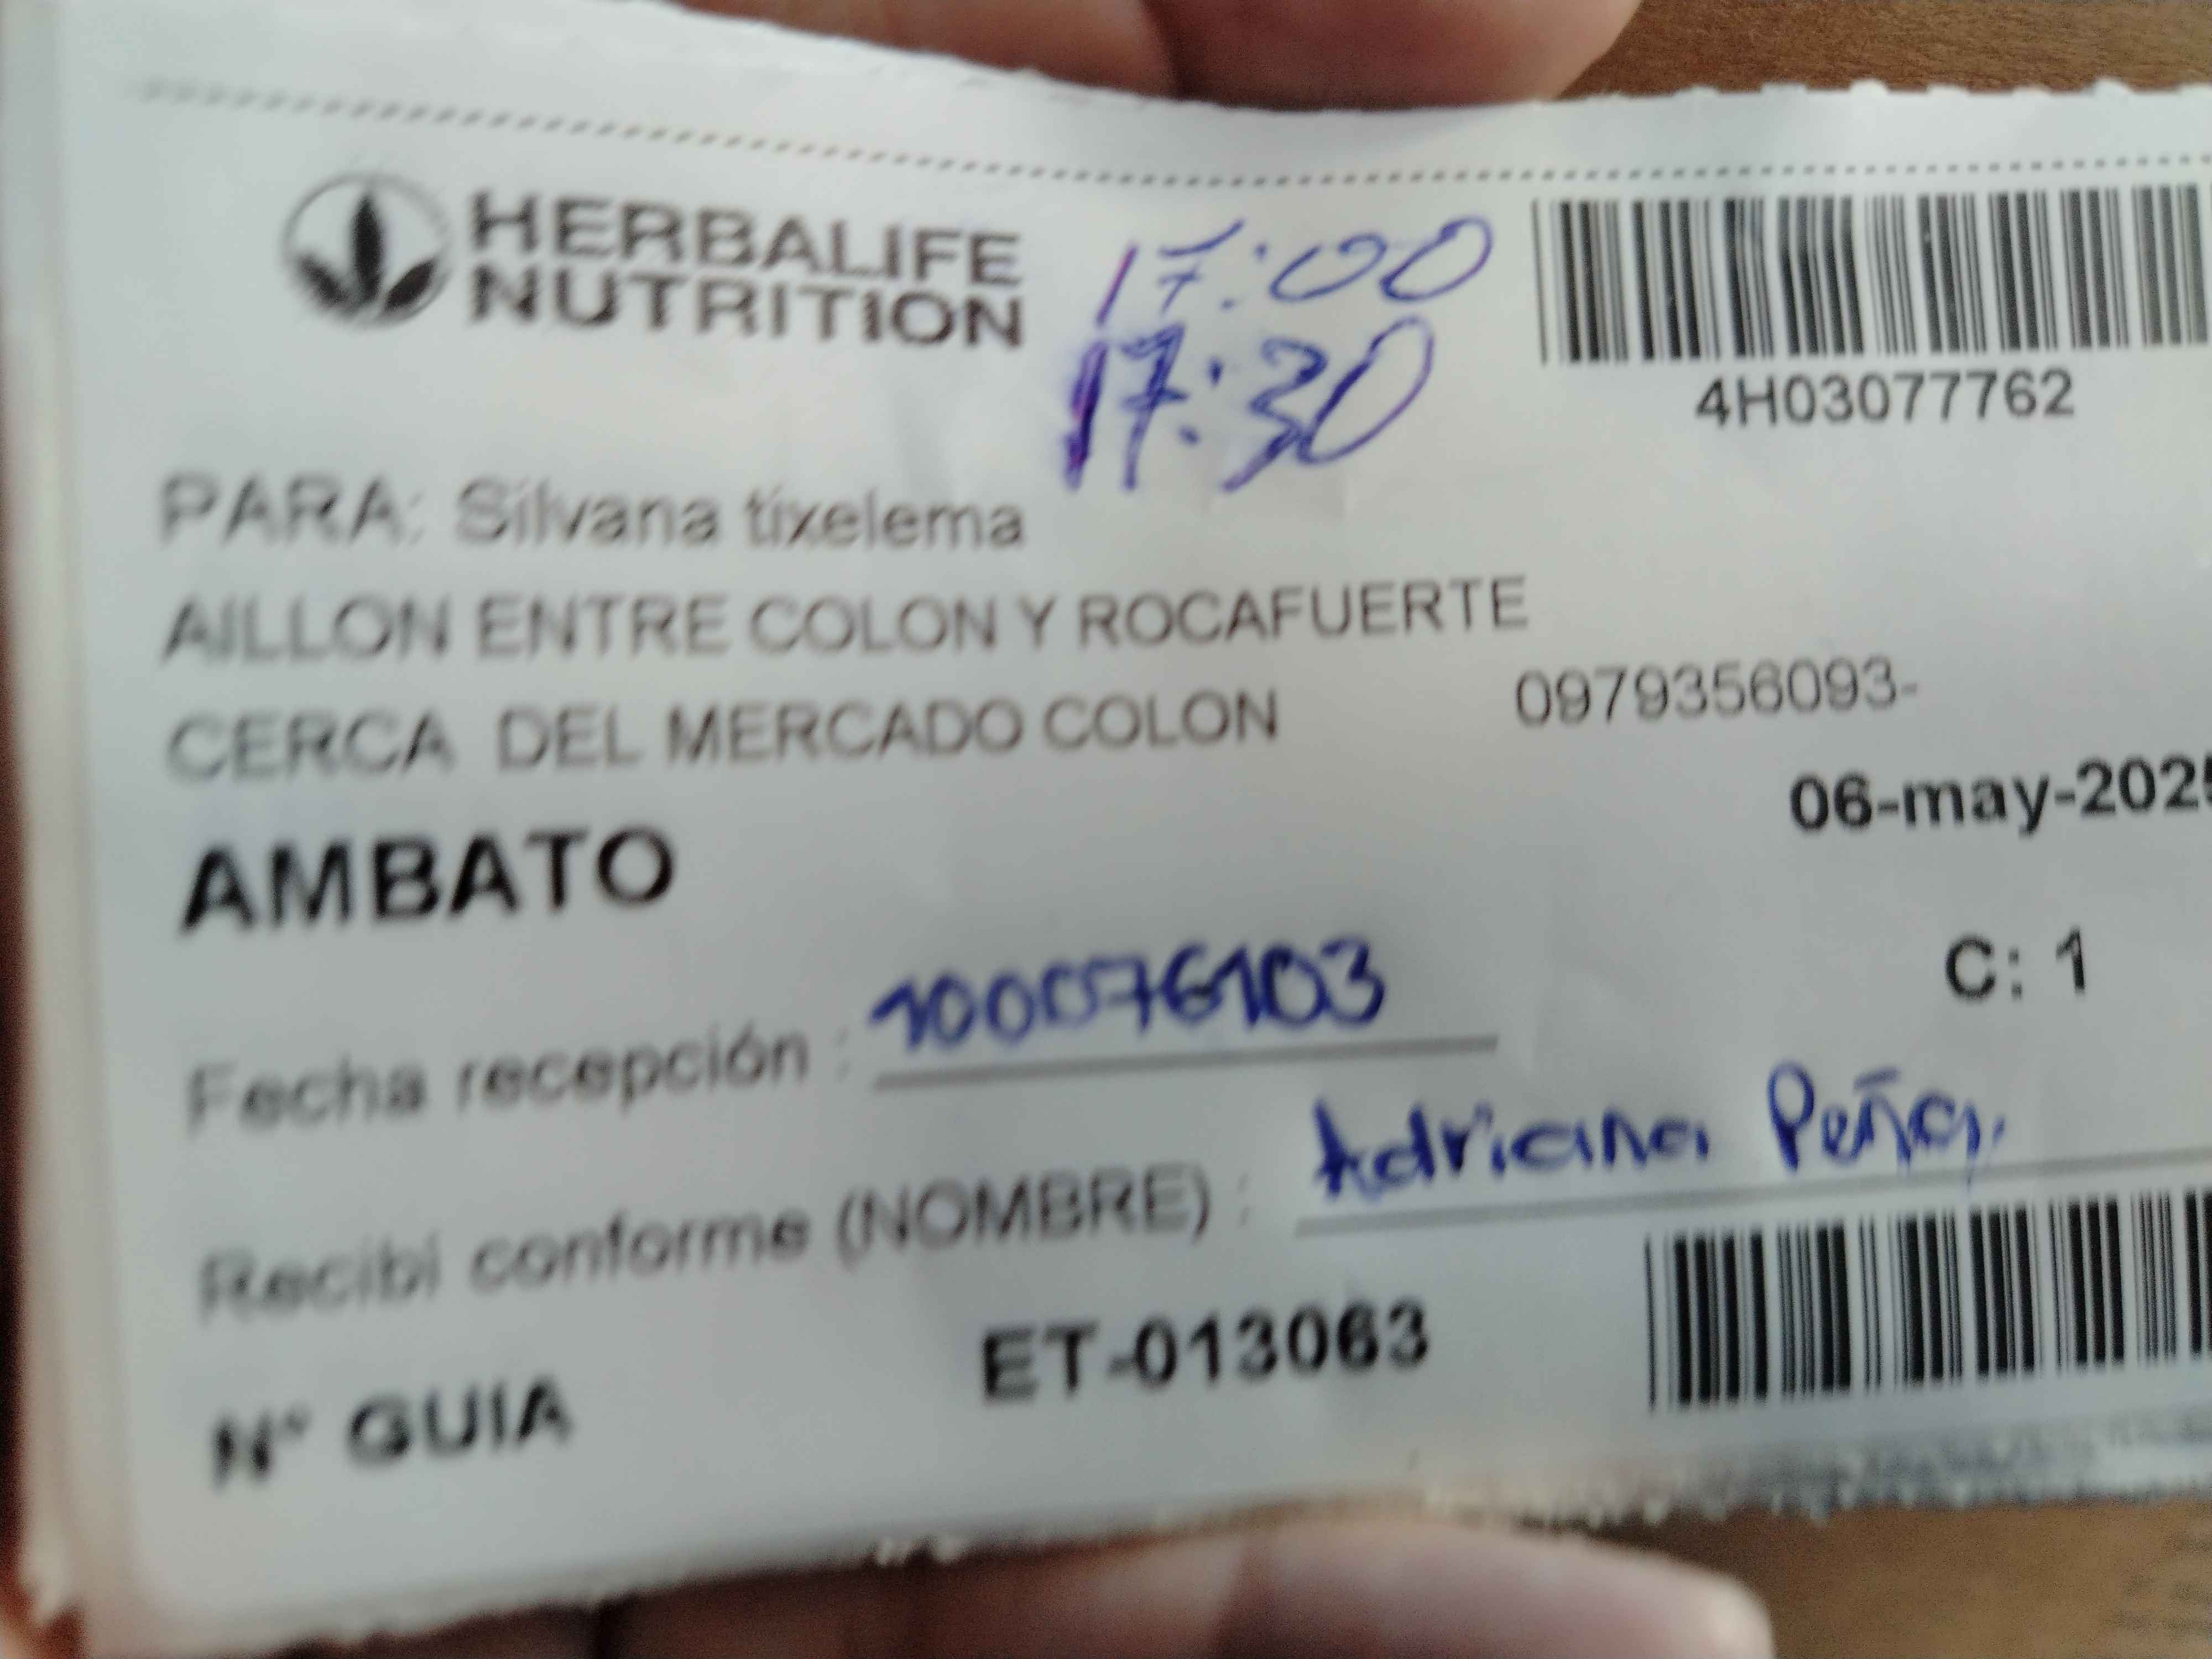 HERBALIFE
NUTRITION
17:00
17:30
4H03077762
PARA: Silvana tixelema
AILLON ENTRE COLON Y ROCAFUERTE
CERCA DEL MERCADO COLON 0979356093-
06-may-2025
AMBATO
C: 1
Fecha recepción : 100076103
Recibi conforme (NOMBRE) : Adriana Peña.
N° GUIA ET-013063